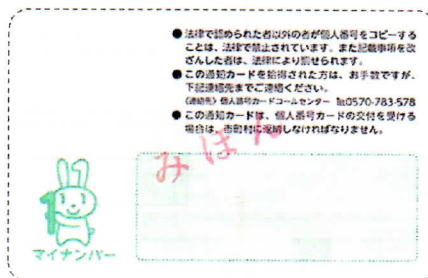 ●法律で認められた者以外の者が個人番号をコピーする
ことは、法律で禁止されています。また記載事項を改
ざんした者は、法律により罰せられます。
●この通知カードを拾得された方は、お手数ですが、
下記連絡先までご連絡ください。
《連絡先》個人番号カードコールセンター ℡0570-783-578
●この通知カードは、個人番号カードの交付を受ける
場合は、市町村に返納しなければなりません。
みほん
1
マイナンバー